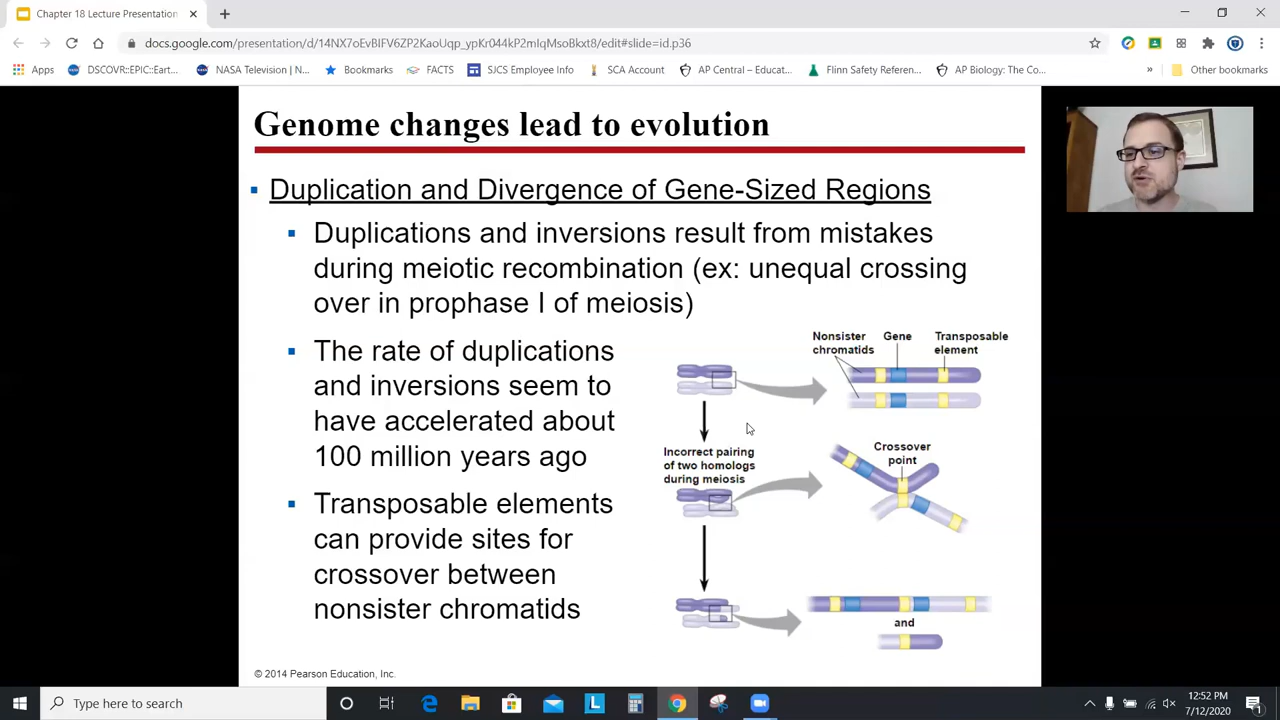 Chapter 18 Lecture Presentation
docs.google.com/presentation/d/14NX7oEvBIFV6ZP2KaoUqp_ypKr044kP2mIqMsoBkxt8/edit#slide=id.p36
Apps
DSCOVR::EPIC::Eart...
NASA Television | N...
Bookmarks
FACTS
SJCS Employee Info
SCA Account
AP Central – Educat...
Flinn Safety Referen...
AP Biology: The Co...
»
Other bookmarks
Genome changes lead to evolution
Duplication and Divergence of Gene-Sized Regions
Duplications and inversions result from mistakes
during meiotic recombination (ex: unequal crossing
over in prophase I of meiosis)
The rate of duplications
and inversions seem to
have accelerated about
100 million years ago
Transposable elements
can provide sites for
crossover between
nonsister chromatids
Nonsister
chromatids
Gene
Transposable
element
Incorrect pairing
of two homologs
during meiosis
Crossover
point
and
© 2014 Pearson Education, Inc.
Type here to search
12:52 PM
7/12/2020
1